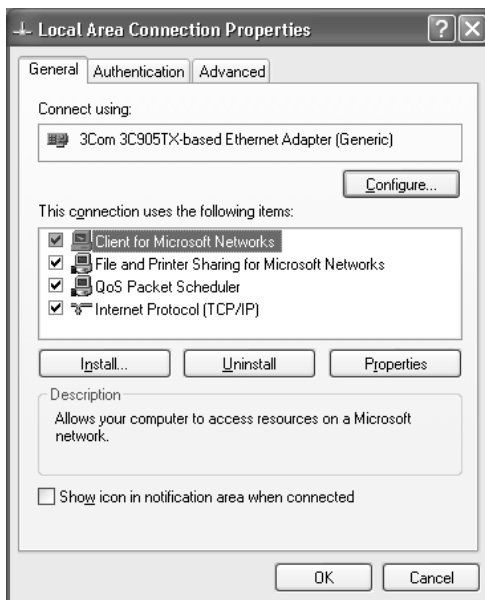 Local Area Connection Properties
General Authentication Advanced
Connect using:
3Com 3C905TX-based Ethernet Adapter (Generic)
Configure...
This connection uses the following items:
Client for Microsoft Networks
File and Printer Sharing for Microsoft Networks
QoS Packet Scheduler
Internet Protocol (TCP/IP)
Install... Uninstall Properties
Description
Allows your computer to access resources on a Microsoft
network.
Show icon in notification area when connected
OK Cancel